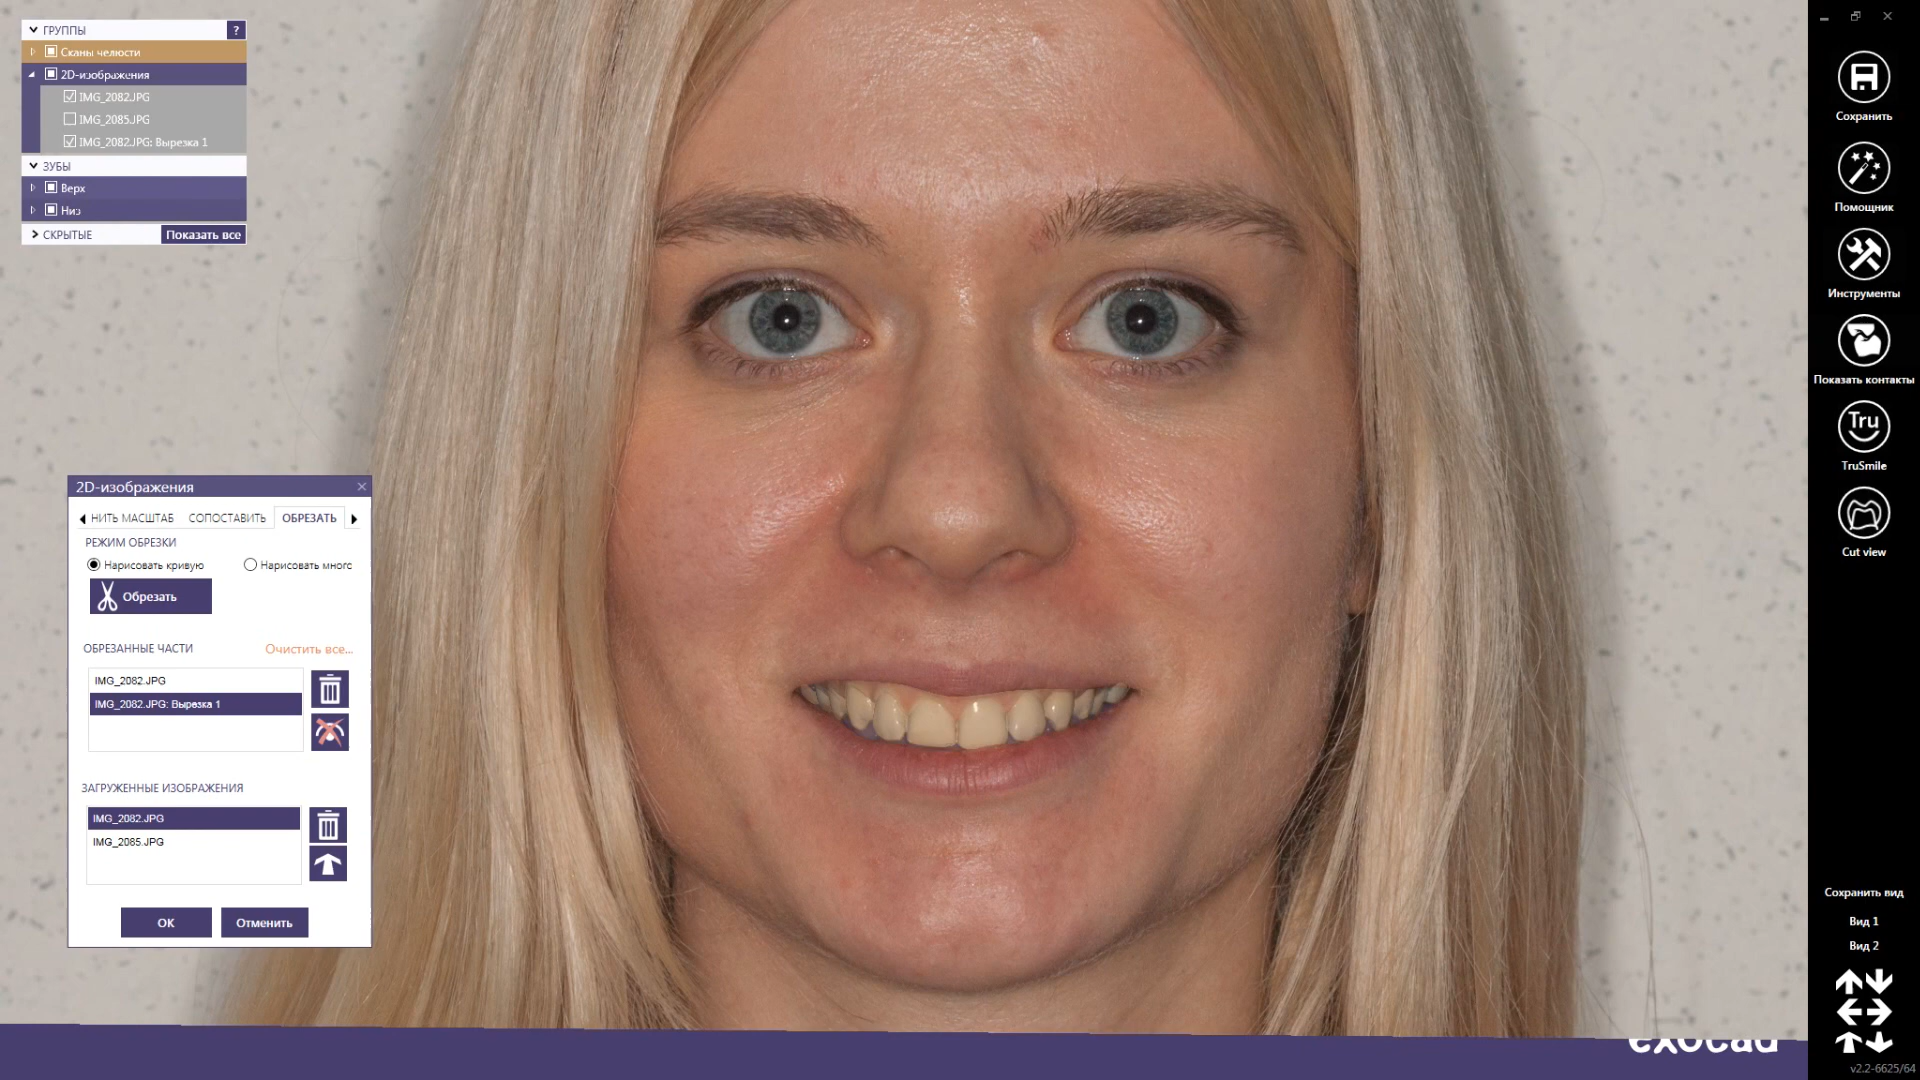 ГРУППЫ
?
Сканы челюсти
2D-изображения
IMG_2082.JPG
IMG_2085.JPG
IMG_2082.JPG: Вырезка 1
ЗУБЫ
Верх
Низ
СКРЫТЫЕ
Показать все
2D-изображения
НИТЬ МАСШТАБ
СОПОСТАВИТЬ
ОБРЕЗАТЬ
РЕЖИМ ОБРЕЗКИ
Нарисовать кривую
Нарисовать многс
Обрезать
ОБРЕЗАННЫЕ ЧАСТИ
Очистить все...
IMG_2082.JPG
IMG_2082.JPG: Вырезка 1
ЗАГРУЖЕННЫЕ ИЗОБРАЖЕНИЯ
IMG_2082.JPG
IMG_2085.JPG
ОК
Отменить
Сохранить
Помощник
Инструменты
Показать контакты
Tru
TruSmile
Cut view
Сохранить вид
Вид 1
Вид 2
exocad
v2.2-6625/64